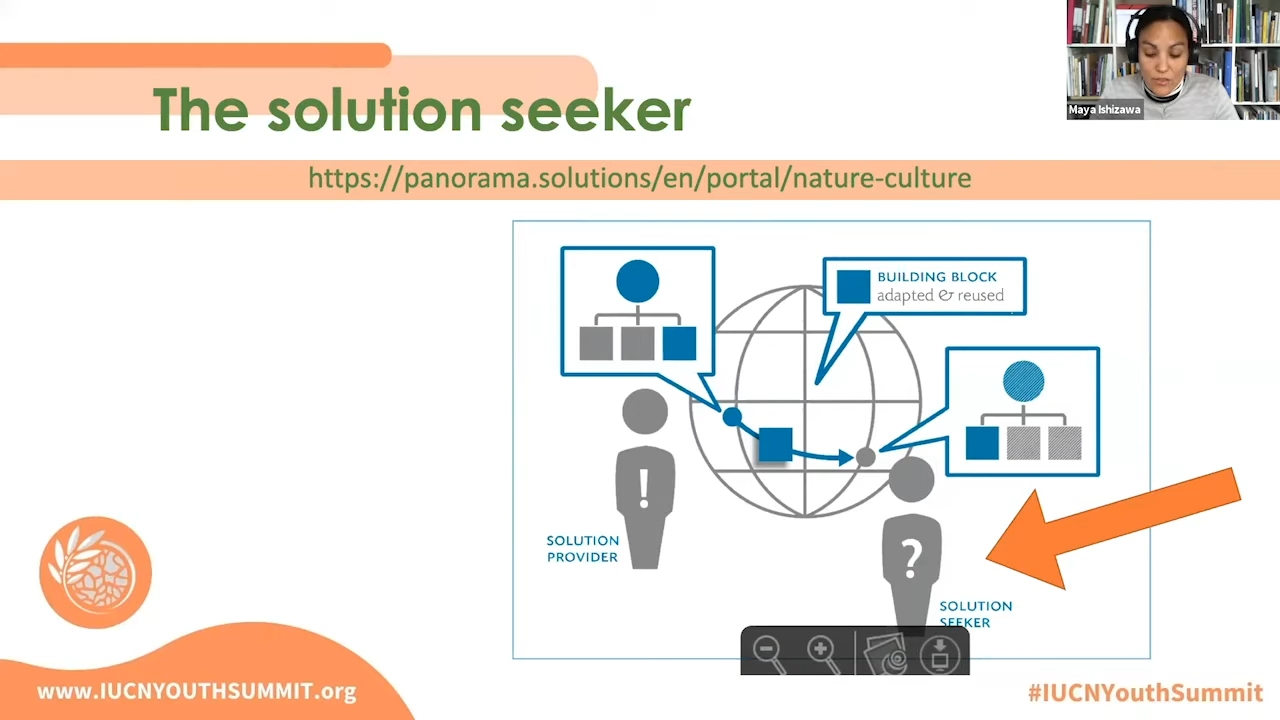 Maya Ishizawa
The solution seeker
https://panorama.solutions/en/portal/nature-culture
BUILDING BLOCK
adapted & reused
!
SOLUTION
PROVIDER
?
SOLUTION
SEEKER
www.IUCNYOUTHSUMMIT.org
#IUCNYouthSummit